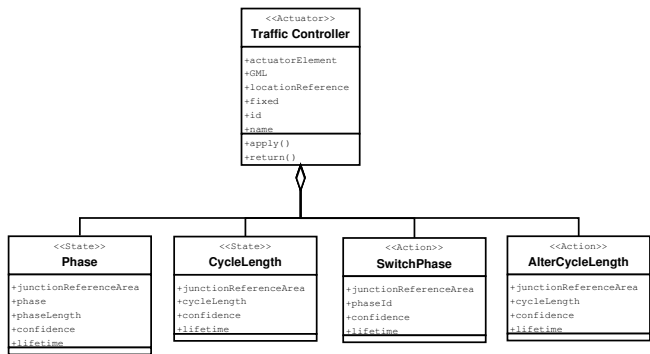 <<Actuator>>
Traffic Controller
+actuatorElement
+GML
+locationReference
+fixed
+id
+name
+apply()
+return()
<<State>>
Phase
+junctionReferenceArea
+phase
+phaseLength
+confidence
+lifetime
<<State>>
CycleLength
+junctionReferenceArea
+cycleLength
+confidence
+lifetime
<<Action>>
SwitchPhase
+junctionReferenceArea
+phaseId
+confidence
+lifetime
<<Action>>
AlterCycleLength
+junctionReferenceArea
+cycleLength
+confidence
+lifetime